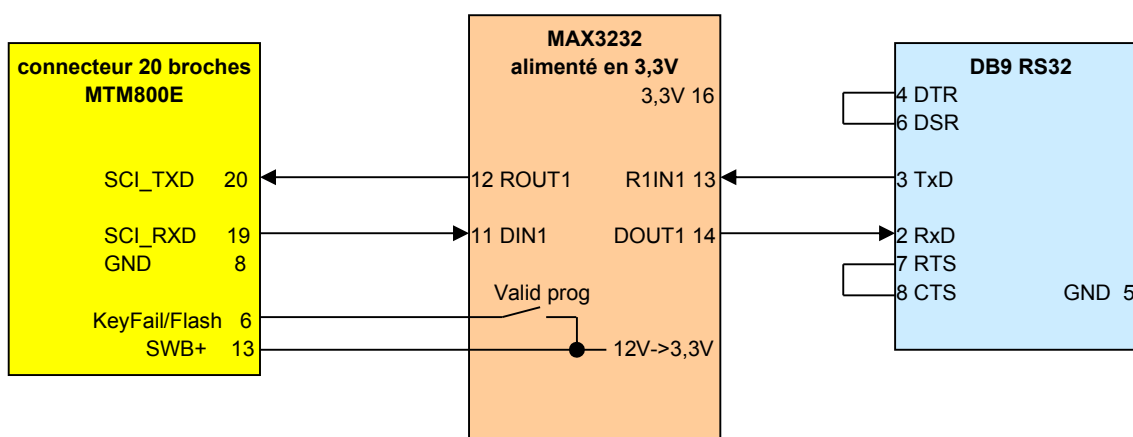 connecteur 20 broches
MTM800E
SCI_TXD 20
SCI_RXD 19
GND 8
KeyFail/Flash 6
SWB+ 13
MAX3232
alimenté en 3,3V
3,3V 16
12 ROUT1 R1IN1 13
11 DIN1 DOUT1 14
Valid prog
12V->3,3V
DB9 RS32
4 DTR
6 DSR
3 TxD
2 RxD
7 RTS
8 CTS GND 5